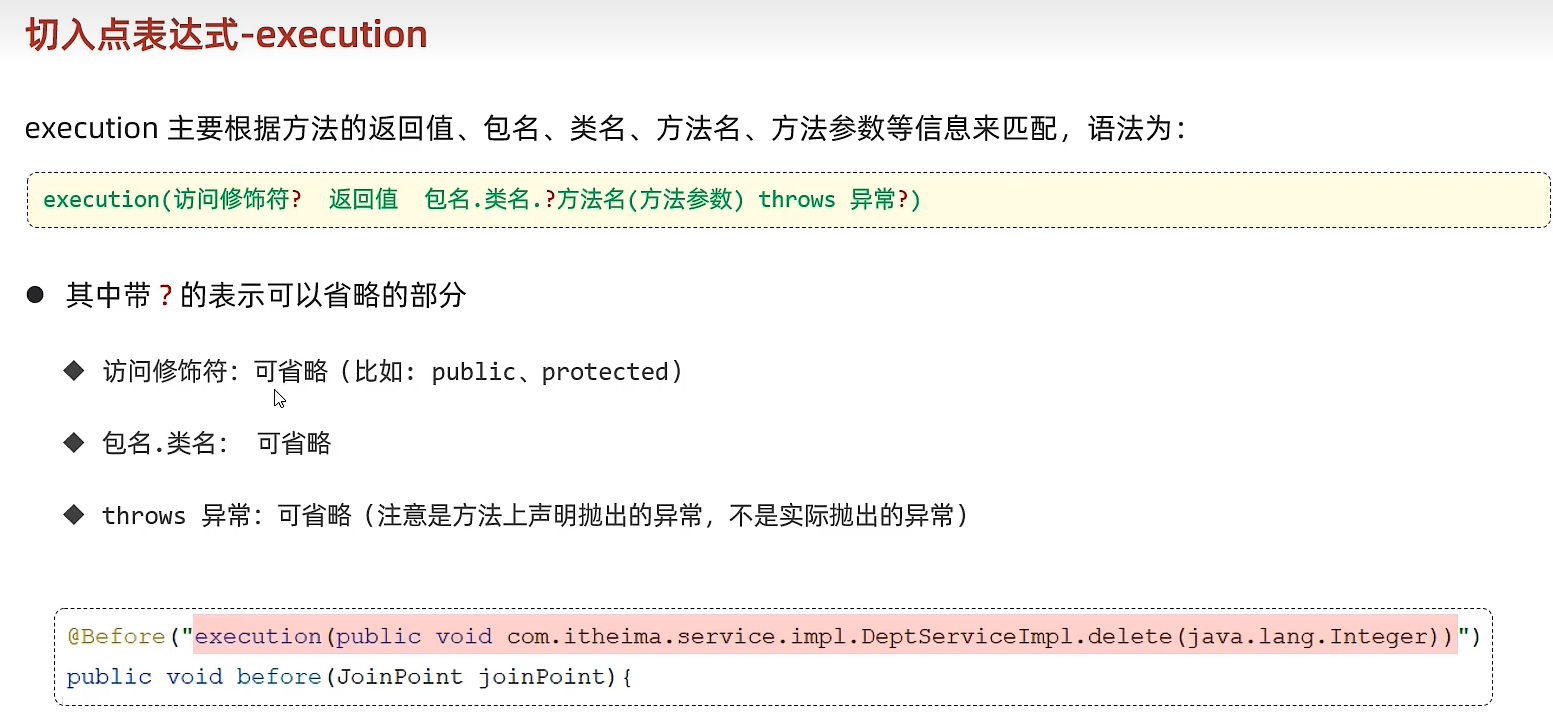 切入点表达式-execution
execution 主要根据方法的返回值、包名、类名、方法名、方法参数等信息来匹配，语法为：
execution(访问修饰符?  返回值  包名.类名.?方法名(方法参数) throws 异常?)
● 其中带 ? 的表示可以省略的部分
◆ 访问修饰符：可省略（比如: public、protected）
◆ 包名.类名： 可省略
◆ throws 异常：可省略（注意是方法上声明抛出的异常，不是实际抛出的异常）
@Before("execution(public void com.itheima.service.impl.DeptServiceImpl.delete(java.lang.Integer))")
public void before(JoinPoint joinPoint){